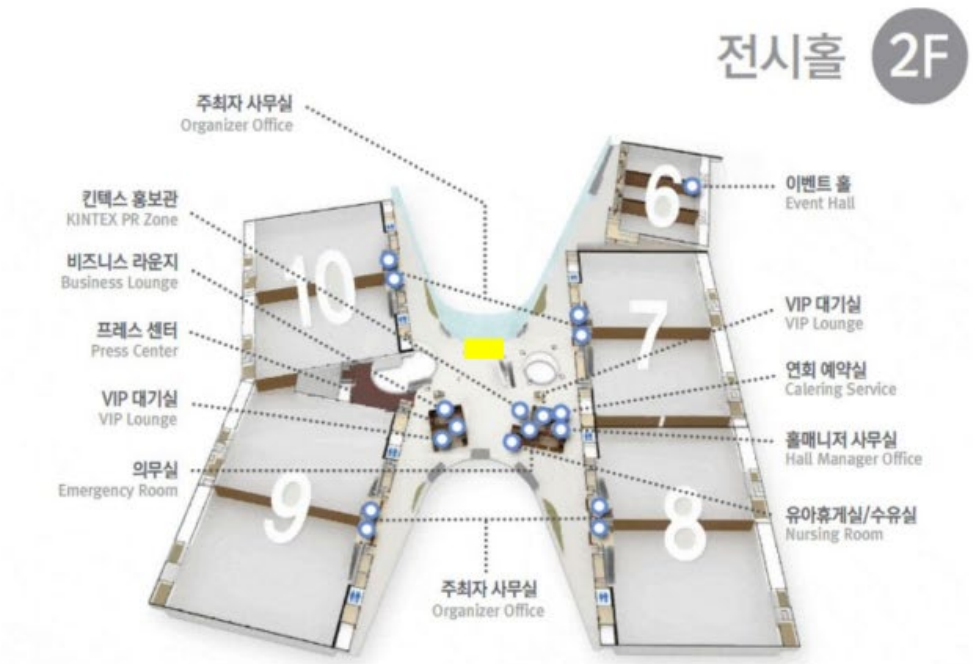 전시홀 2F
주최자 사무실
Organizer Office
킨텍스 홍보관
KINTEX PR Zone
비즈니스 라운지
Business Lounge
프레스 센터
Press Center
VIP 대기실
VIP Lounge
의무실
Emergency Room
6
이벤트 홀
Event Hall
10
7
VIP 대기실
VIP Lounge
연회 예약실
Calering Service
홀매니저 사무실
Hall Manager Office
유아휴게실/수유실
Nursing Room
9
8
주최자 사무실
Organizer Office